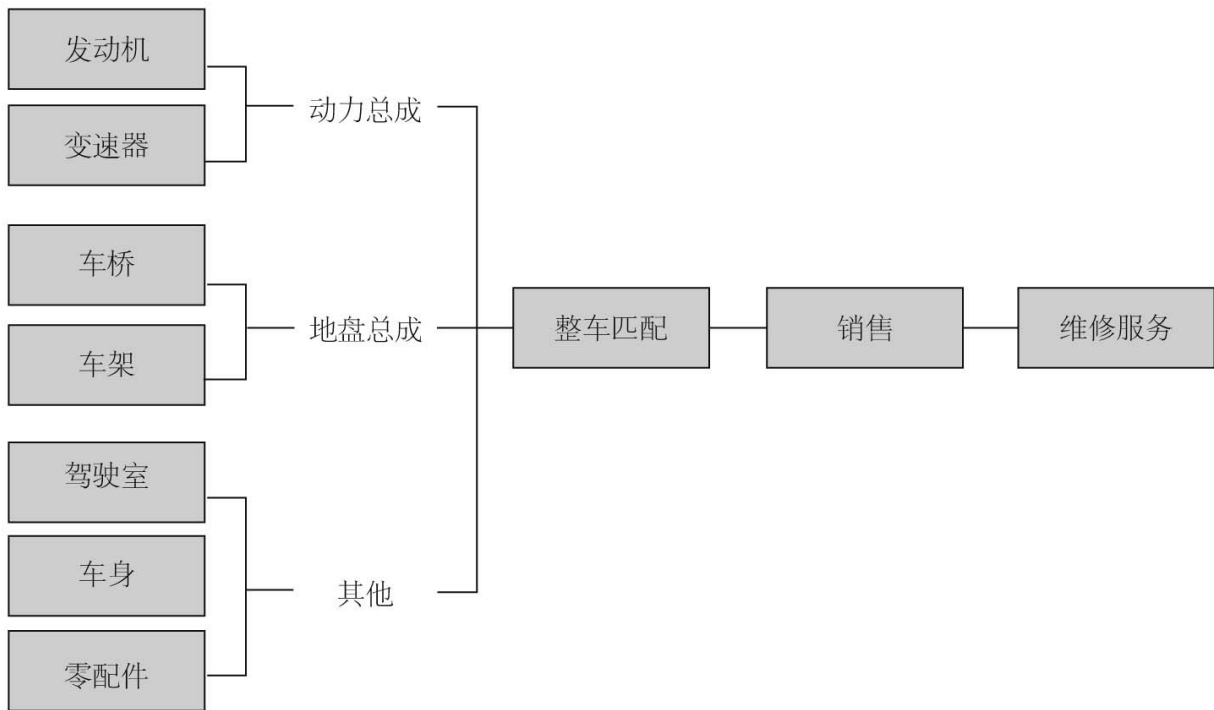 发动机
变速器
动力总成
车桥
车架
地盘总成
驾驶室
车身
零配件
其他
整车匹配
销售
维修服务